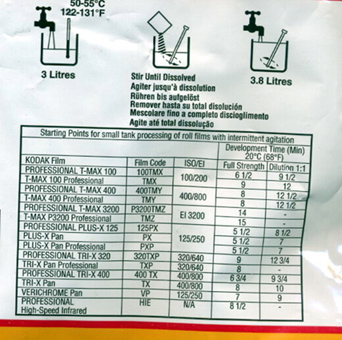 50-55°C
122-131°F
3 Litres
Stir Until Dissolved
Agiter jusqu'à dissolution
Rühren bis aufgelöst
Remover hasta su total disolución
Mescolare fino a completo discioglimento
Agite até total dissolução
3.8 Litres
Starting Points for small tank processing of roll films with intermittent agitation
Development Time (Min)
20°C (68°F)
KODAK Film Film Code ISO/EI Full Strength Dilution 1:1
PROFESSIONAL T-MAX 100 100TMX 100/200 6 1/2 9 1/2
T-MAX 100 Professional TMX 9 12
PROFESSIONAL T-MAX 400 400TMY 400/800 8 12 1/2
T-MAX 400 Professional TMY 8 12 1/2
PROFESSIONAL T-MAX P3200 P3200TMZ EI 3200 14 -
T-MAX P3200 Professional TMZ 15 -
PROFESSIONAL PLUS-X 125 125PX 125/250 5 1/2 8 1/2
PLUS-X Pan PX 5 1/2 7
PLUS-X Pan Professional PXP 5 1/2 7
PROFESSIONAL TRI-X 320 320TXP 320/640 9 12 3/4
TRI-X Pan Professional TXP 320/640 8 -
PROFESSIONAL TRI-X 400 400 TX 400/800 6 3/4 9 3/4
TRI-X Pan TX 400/800 8 10
VERICHROME Pan VP 125/250 7 9
PROFESSIONAL HIE N/A 8 1/2 -
High-Speed Infrared